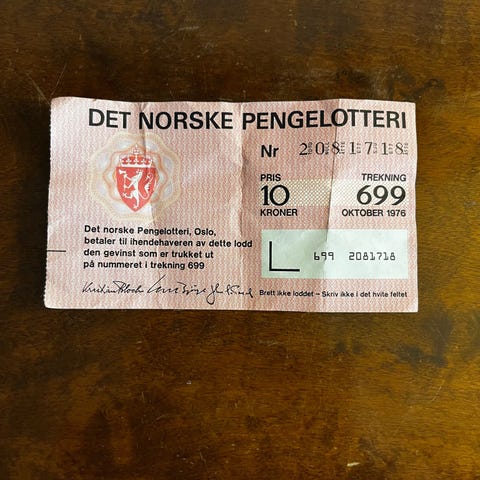 DET NORSKE PENGELOTTERI
Nr 2081718
PRIS
10
KRONER
TREKNING
699
OKTOBER 1976
Det norske Pengelotteri, Oslo,
betaler til ihendehaveren av dette lodd
den gevinst som er trukket ut
på nummeret i trekning 699
699 2081718
Brett ikke loddet – Skriv ikke i det hvite feltet